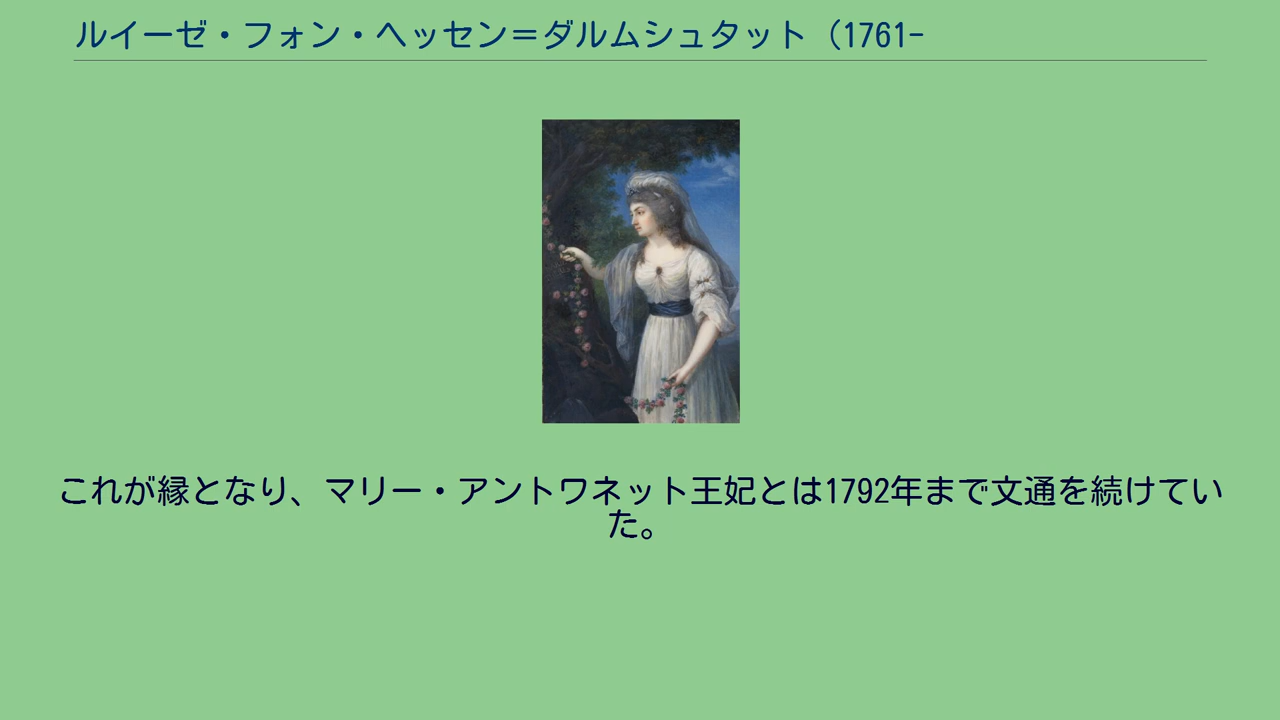 ルイーゼ・フォン・ヘッセン＝ダルムシュタット（1761-
これが縁となり、マリー・アントワネット王妃とは1792年まで文通を続けてい
た。